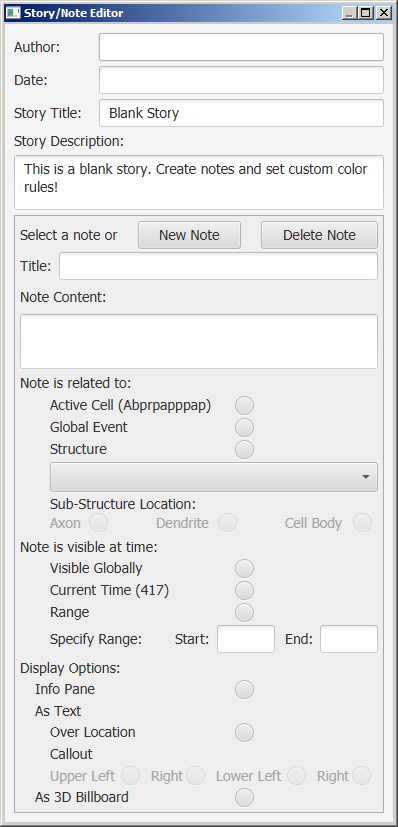 Story/Note Editor
Author:
Date:
Story Title: Blank Story
Story Description:
This is a blank story. Create notes and set custom color
rules!
Select a note or New Note Delete Note
Title:
Note Content:
Note is related to:
Active Cell (Abprpapppap)
Global Event
Structure
Sub-Structure Location:
Axon Dendrite Cell Body
Note is visible at time:
Visible Globally
Current Time (417)
Range
Specify Range: Start: End:
Display Options:
Info Pane
As Text
Over Location
Callout
Upper Left Right Lower Left Right
As 3D Billboard